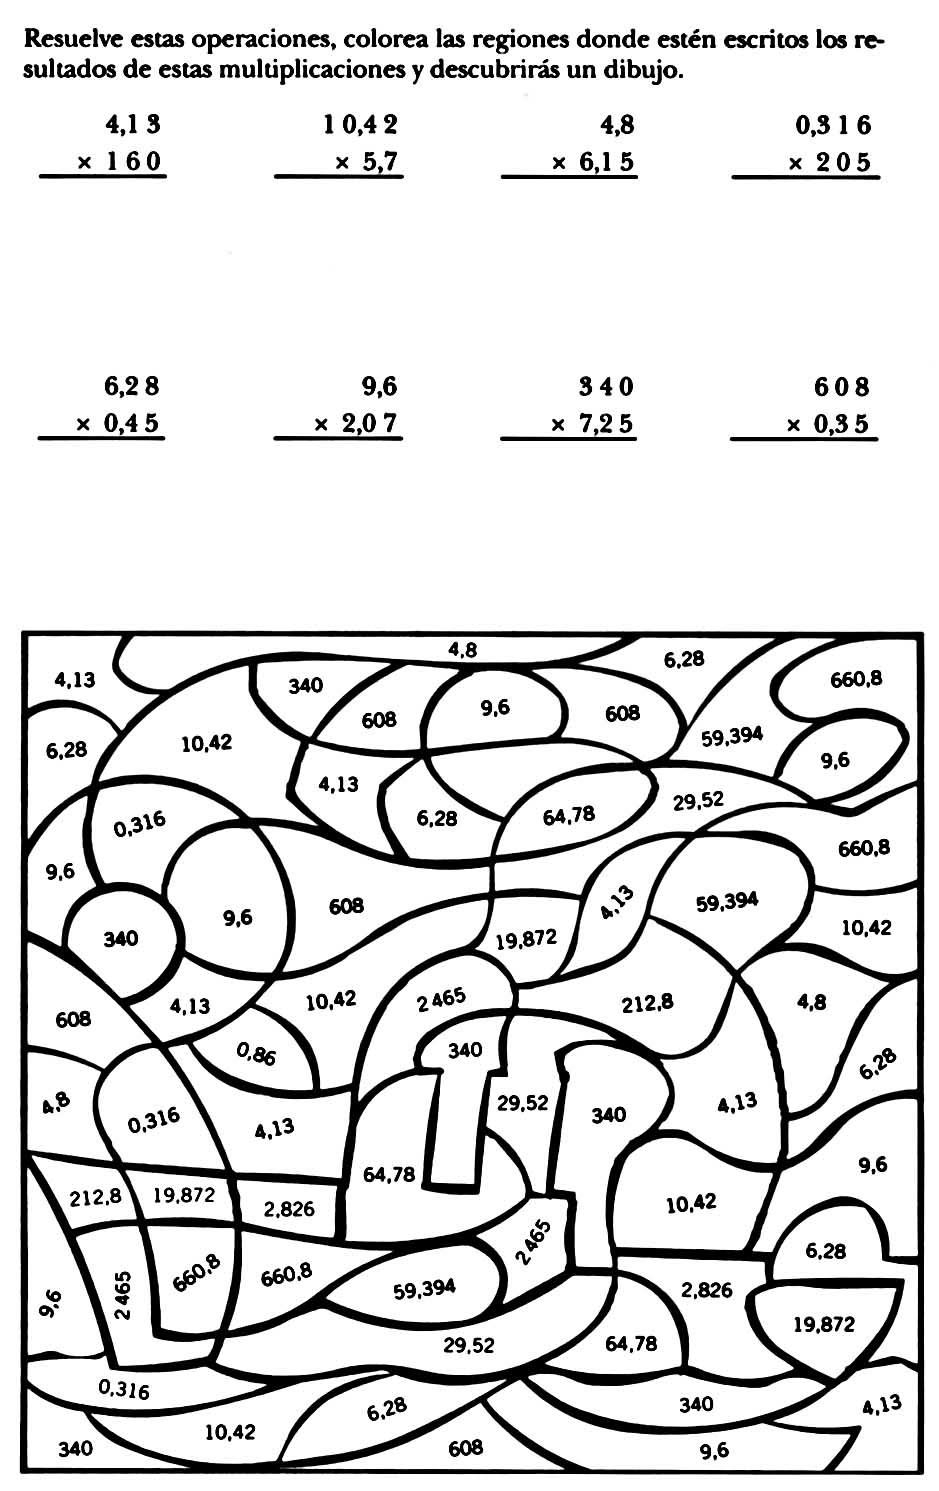 Resuelve estas operaciones, colorea las regiones donde estén escritos los re-
sultados de estas multiplicaciones y descubrirás un dibujo.
4,13 10,42 4,8 0,316
× 160 × 5,7 × 6,15 × 205
6,28 9,6 340 608
× 0,45 × 2,07 × 7,25 × 0,35
4,8
4,13 340 6,28 660,8
608 9,6 608
6,28 10,42 59,394 9,6
4,13 29,52
0,316 6,28 64,78
660,8
9,6 4,13 59,394
9,6 608
340 19,872 10,42
4,13 10,42 2 465 212,8 4,8
608
0,86 340 6,28
4,8 0,316 4,13 29,52 340 4,13
64,78 9,6
212,8 19,872 2,826 10,42
2 465 6,28
9,6 2 465 660,8 660,8 59,394 2,826
19,872
29,52 64,78
0,316 6,28 340 4,13
10,42
340 608 9,6